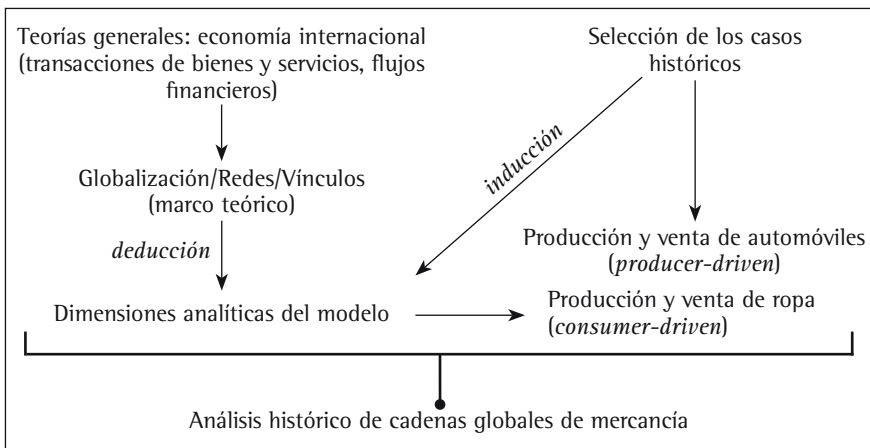 Teorías generales: economía internacional
(transacciones de bienes y servicios, flujos
financieros)
Selección de los casos
históricos
inducción
Globalización/Redes/Vínculos
(marco teórico)
deducción
Producción y venta de automóviles
(producer-driven)
Dimensiones analíticas del modelo
Producción y venta de ropa
(consumer-driven)
Análisis histórico de cadenas globales de mercancía